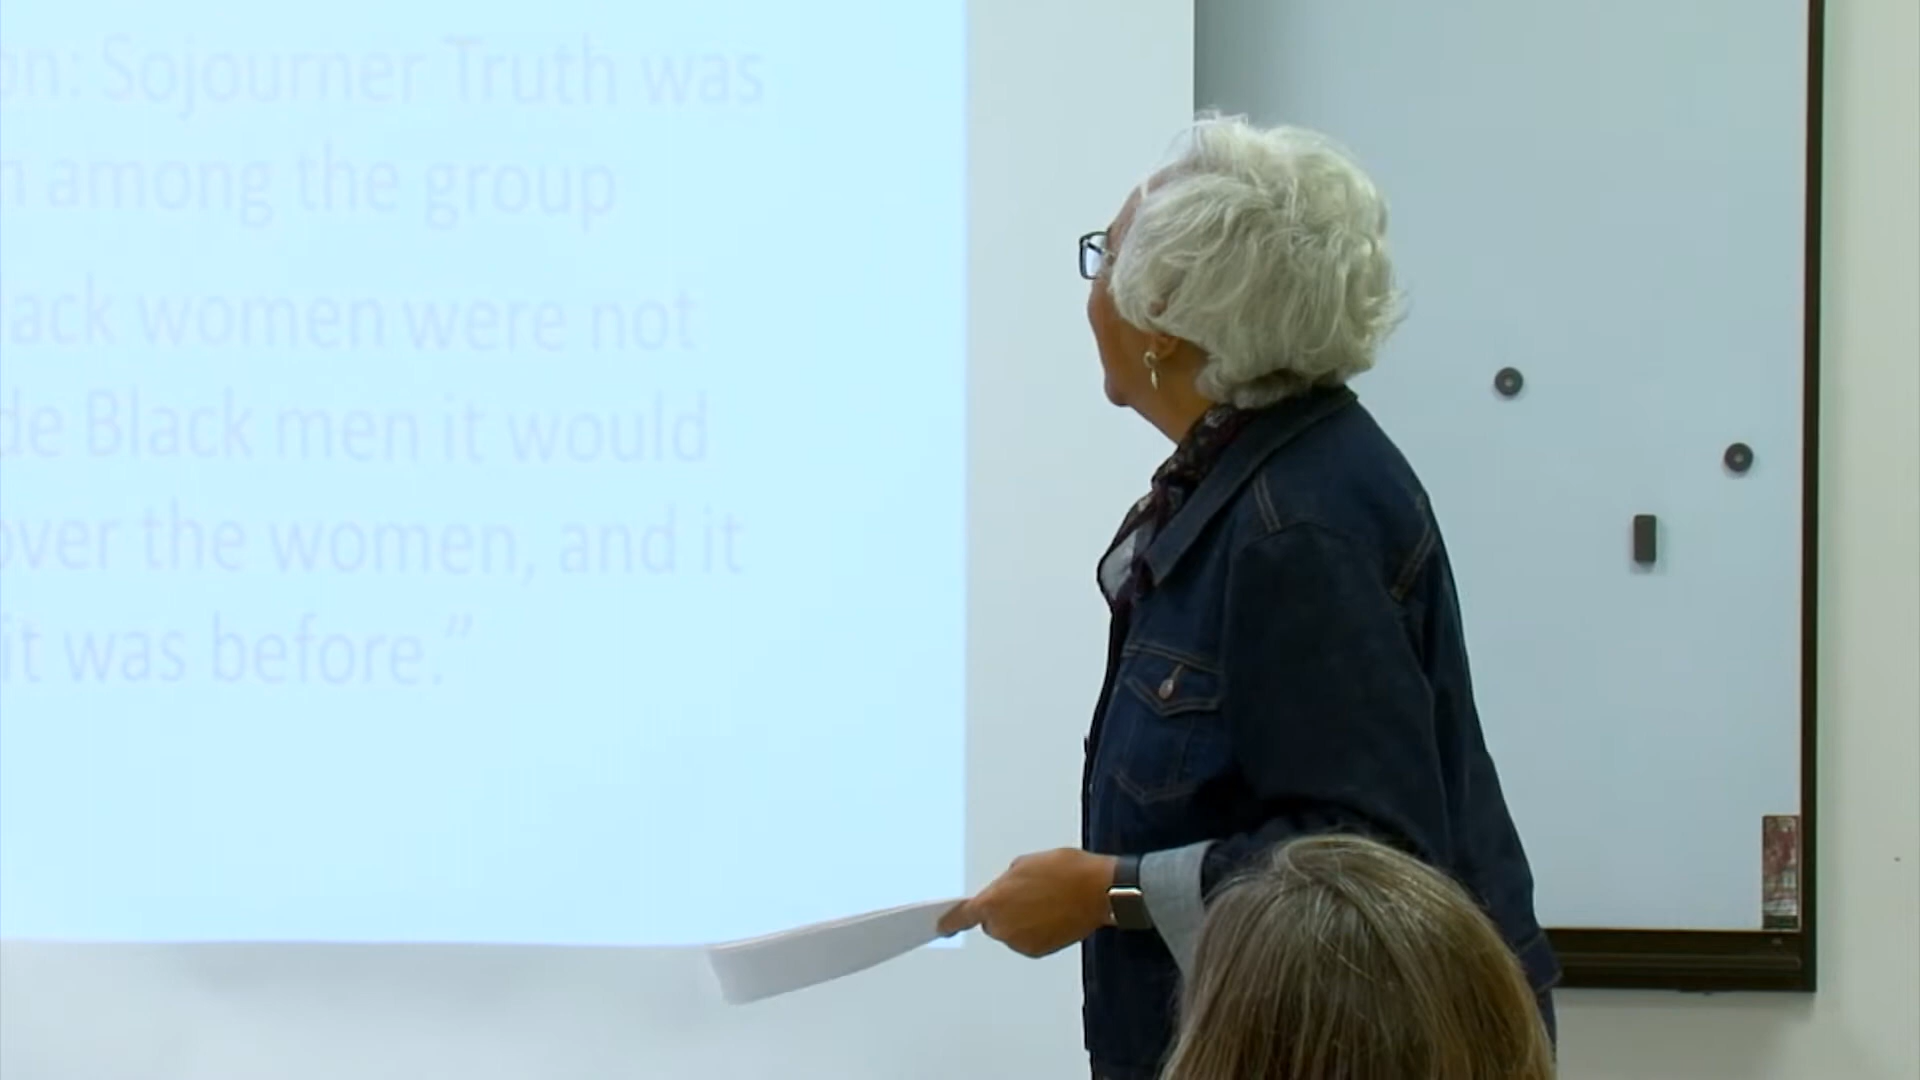 on: Sojourner Truth was
n among the group
ack women were not
de Black men it would
over the women, and it
it was before.”